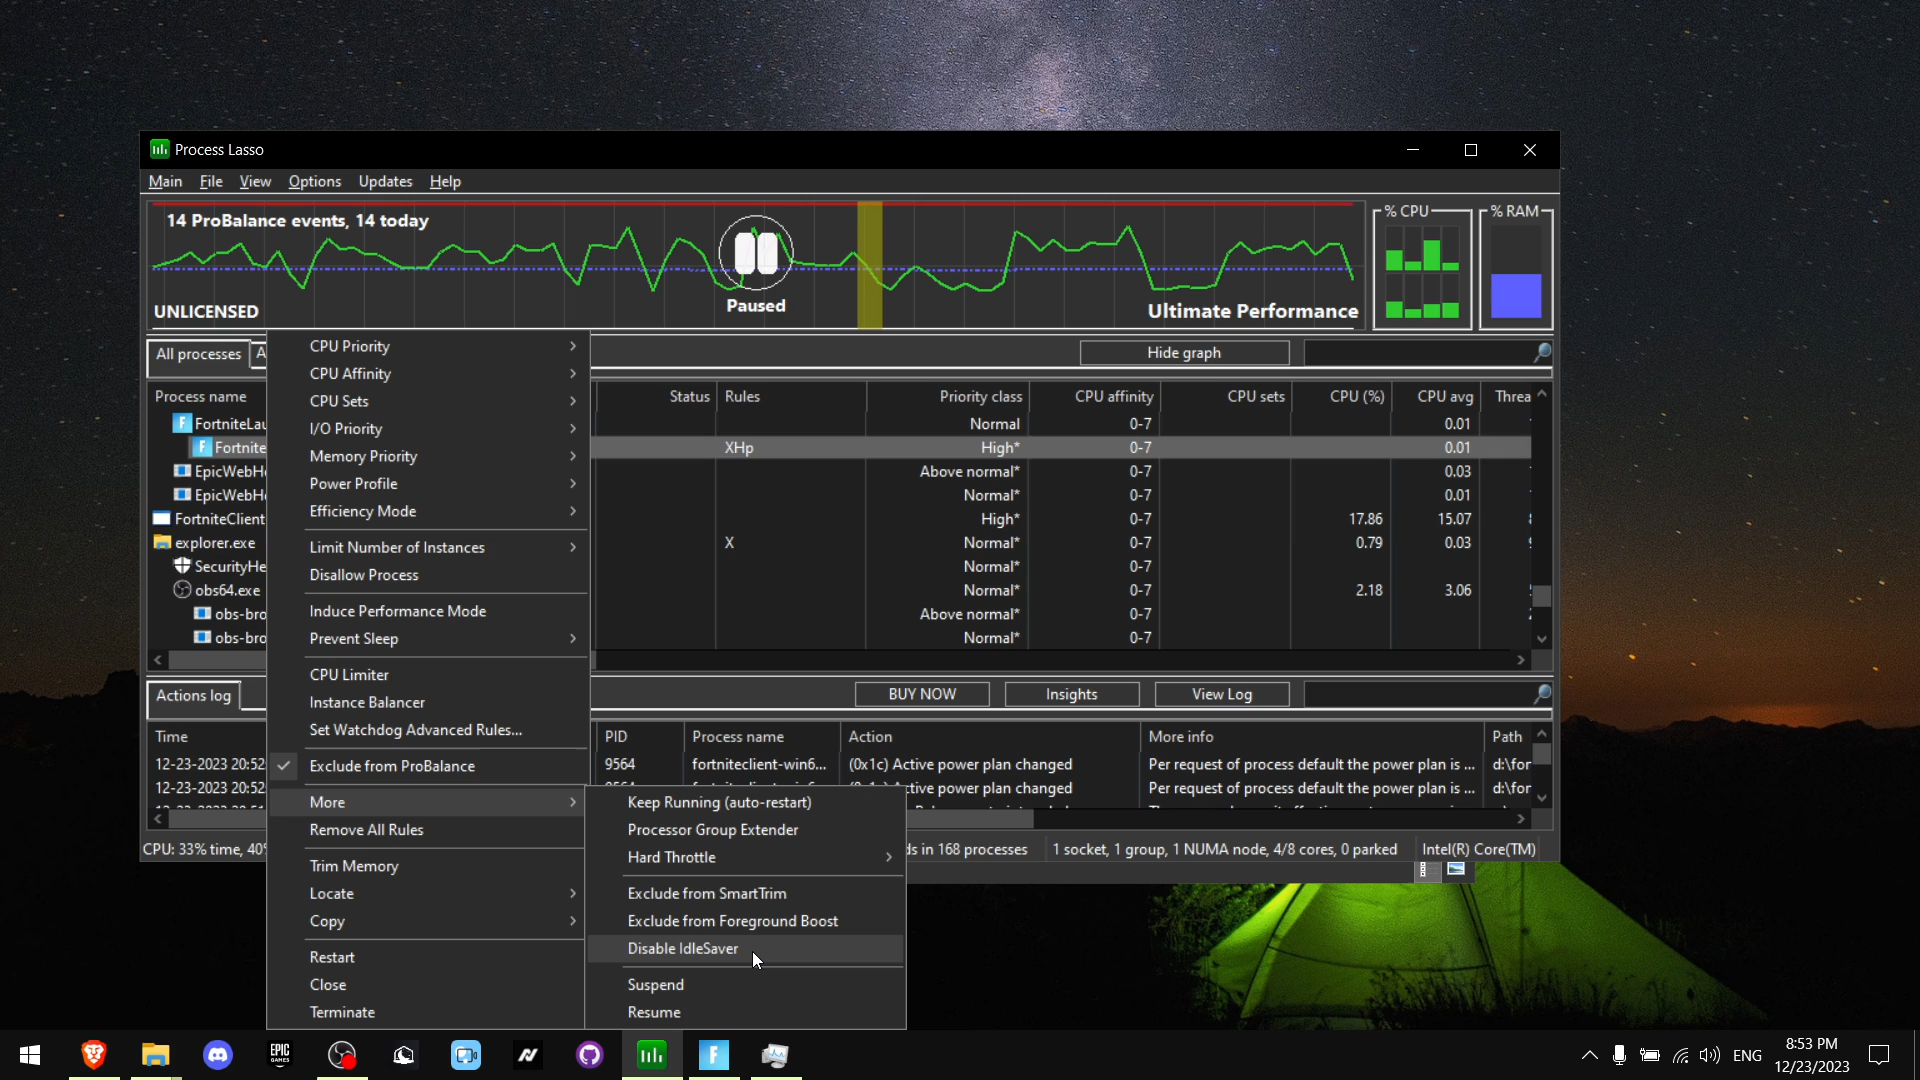 Process Lasso
Main File View Options Updates Help
14 ProBalance events, 14 today
UNLICENSED
Paused
Ultimate Performance
% CPU
% RAM
All processes
Hide graph
Process name Status Rules Priority class CPU affinity CPU sets CPU (%) CPU avg Threa
FortniteLau Normal 0-7 0.01
Fortnite XHp High* 0-7 0.01
EpicWebHe Above normal* 0-7 0.03
EpicWebHe Normal* 0-7 0.01
FortniteClient High* 0-7 17.86 15.07
explorer.exe X Normal* 0-7 0.79 0.03
SecurityHe Normal* 0-7
obs64.exe Normal* 0-7 2.18 3.06
obs-bro Above normal* 0-7
obs-bro Normal* 0-7
Actions log
BUY NOW
Insights
View Log
Time PID Process name Action More info Path
12-23-2023 20:52 9564 fortniteclient-win6... (0x1c) Active power plan changed Per request of process default the power plan is ... d:\for
12-23-2023 20:52 tive power plan changed Per request of process default the power plan is ... d:\for
CPU: 33% time, 40% ds in 168 processes 1 socket, 1 group, 1 NUMA node, 4/8 cores, 0 parked Intel(R) Core(TM)
CPU Priority
CPU Affinity
CPU Sets
I/O Priority
Memory Priority
Power Profile
Efficiency Mode
Limit Number of Instances
Disallow Process
Induce Performance Mode
Prevent Sleep
CPU Limiter
Instance Balancer
Set Watchdog Advanced Rules...
Exclude from ProBalance
More
Remove All Rules
Trim Memory
Locate
Copy
Restart
Close
Terminate
Keep Running (auto-restart)
Processor Group Extender
Hard Throttle
Exclude from SmartTrim
Exclude from Foreground Boost
Disable IdleSaver
Suspend
Resume
EPIC
GAMES
ENG
8:53 PM
12/23/2023